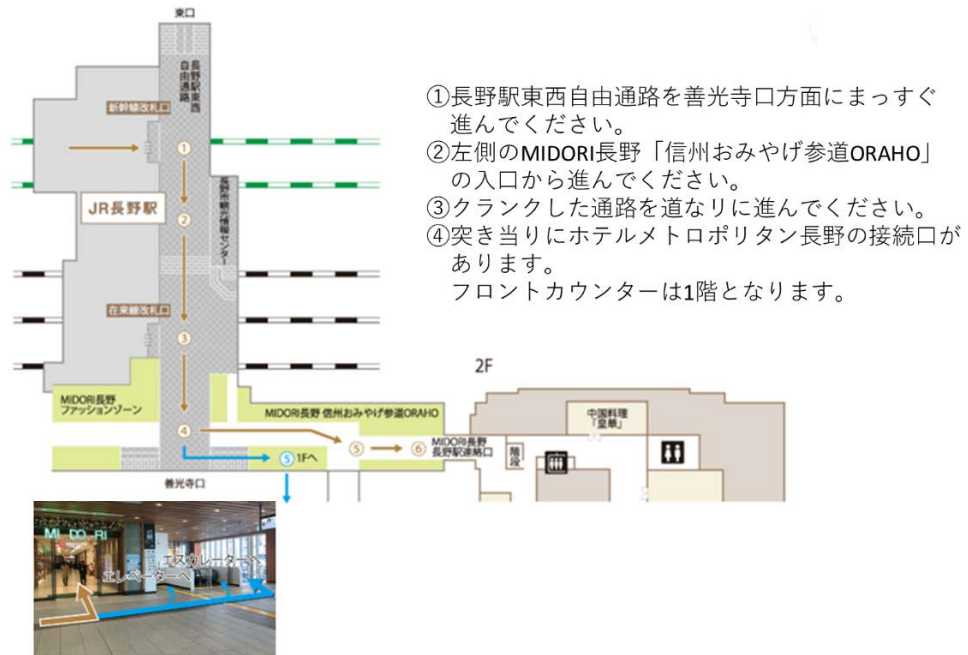 東口
長野駅東西
自由通路
新幹線改札口
①
②
JR長野駅
長野市観光情報センター
在来線改札口
③
④
MIDORI長野
ファッションゾーン
MIDORI長野 信州おみやげ参道ORAHO
⑤
⑥
⑤ 1Fへ
MIDORI長野
長野駅連絡口
善光寺口
2F
中国料理
「皇華」
階段
①長野駅東西自由通路を善光寺口方面にまっすぐ
進んでください。
②左側のMIDORI長野「信州おみやげ参道ORAHO」
の入口から進んでください。
③クランクした通路を道なりに進んでください。
④突き当りにホテルメトロポリタン長野の接続口が
あります。
フロントカウンターは1階となります。
MIDORI
エスカレーターへ
エレベーターへ